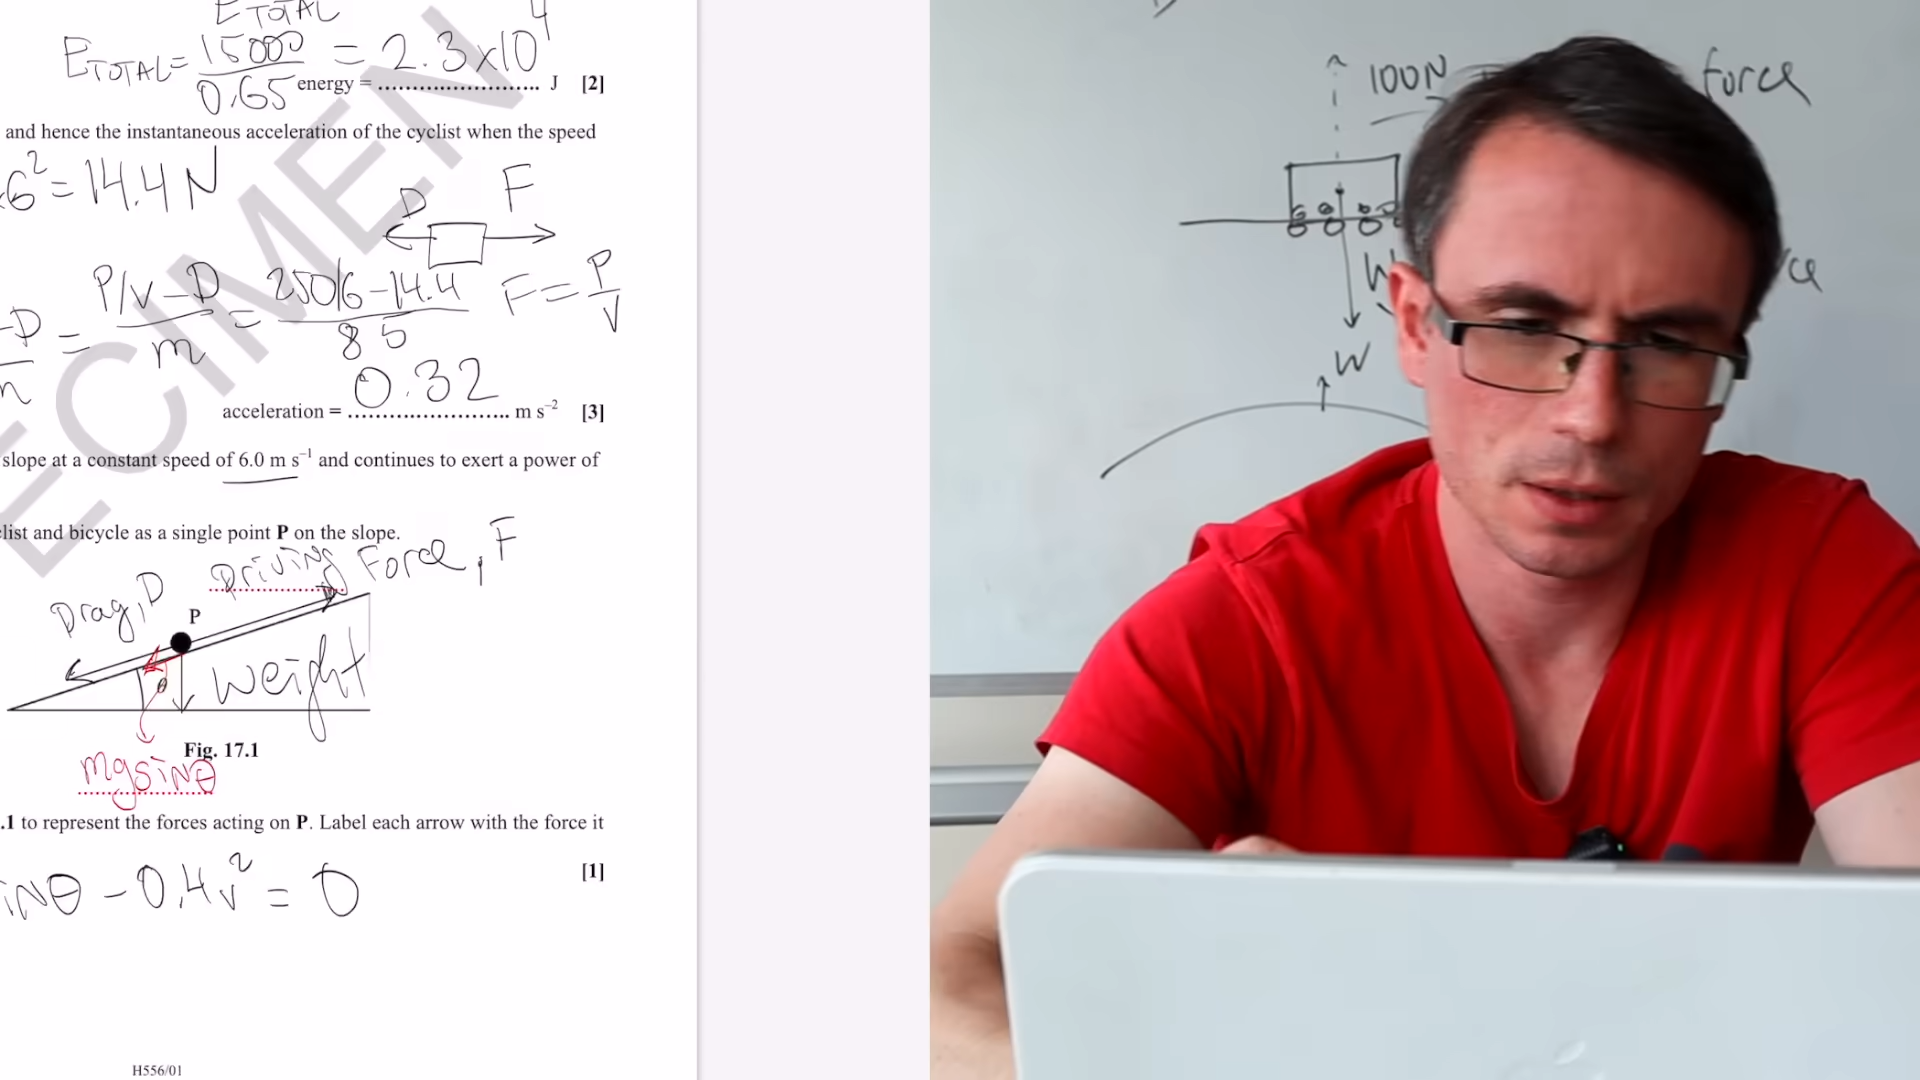 E TOTAL
E TOTAL = 15000 / 0.65 = 2.3x10^4
energy = .......................... J [2]
and hence the instantaneous acceleration of the cyclist when the speed
.6² = 14.4 N
D F
-D = P/v - D / m = 250/6 - 14.4 / 85 F = P / v
0.32
acceleration = .......................... m s⁻² [3]
slope at a constant speed of 6.0 m s⁻¹ and continues to exert a power of
list and bicycle as a single point P on the slope.
Driving Force, F
Drag, D
P
Weight
θ
Fig. 17.1
mgsinθ
.1 to represent the forces acting on P. Label each arrow with the force it
[1]
inθ - 0.4v² = 0
H556/01
ECIMEN
100N
Force
W